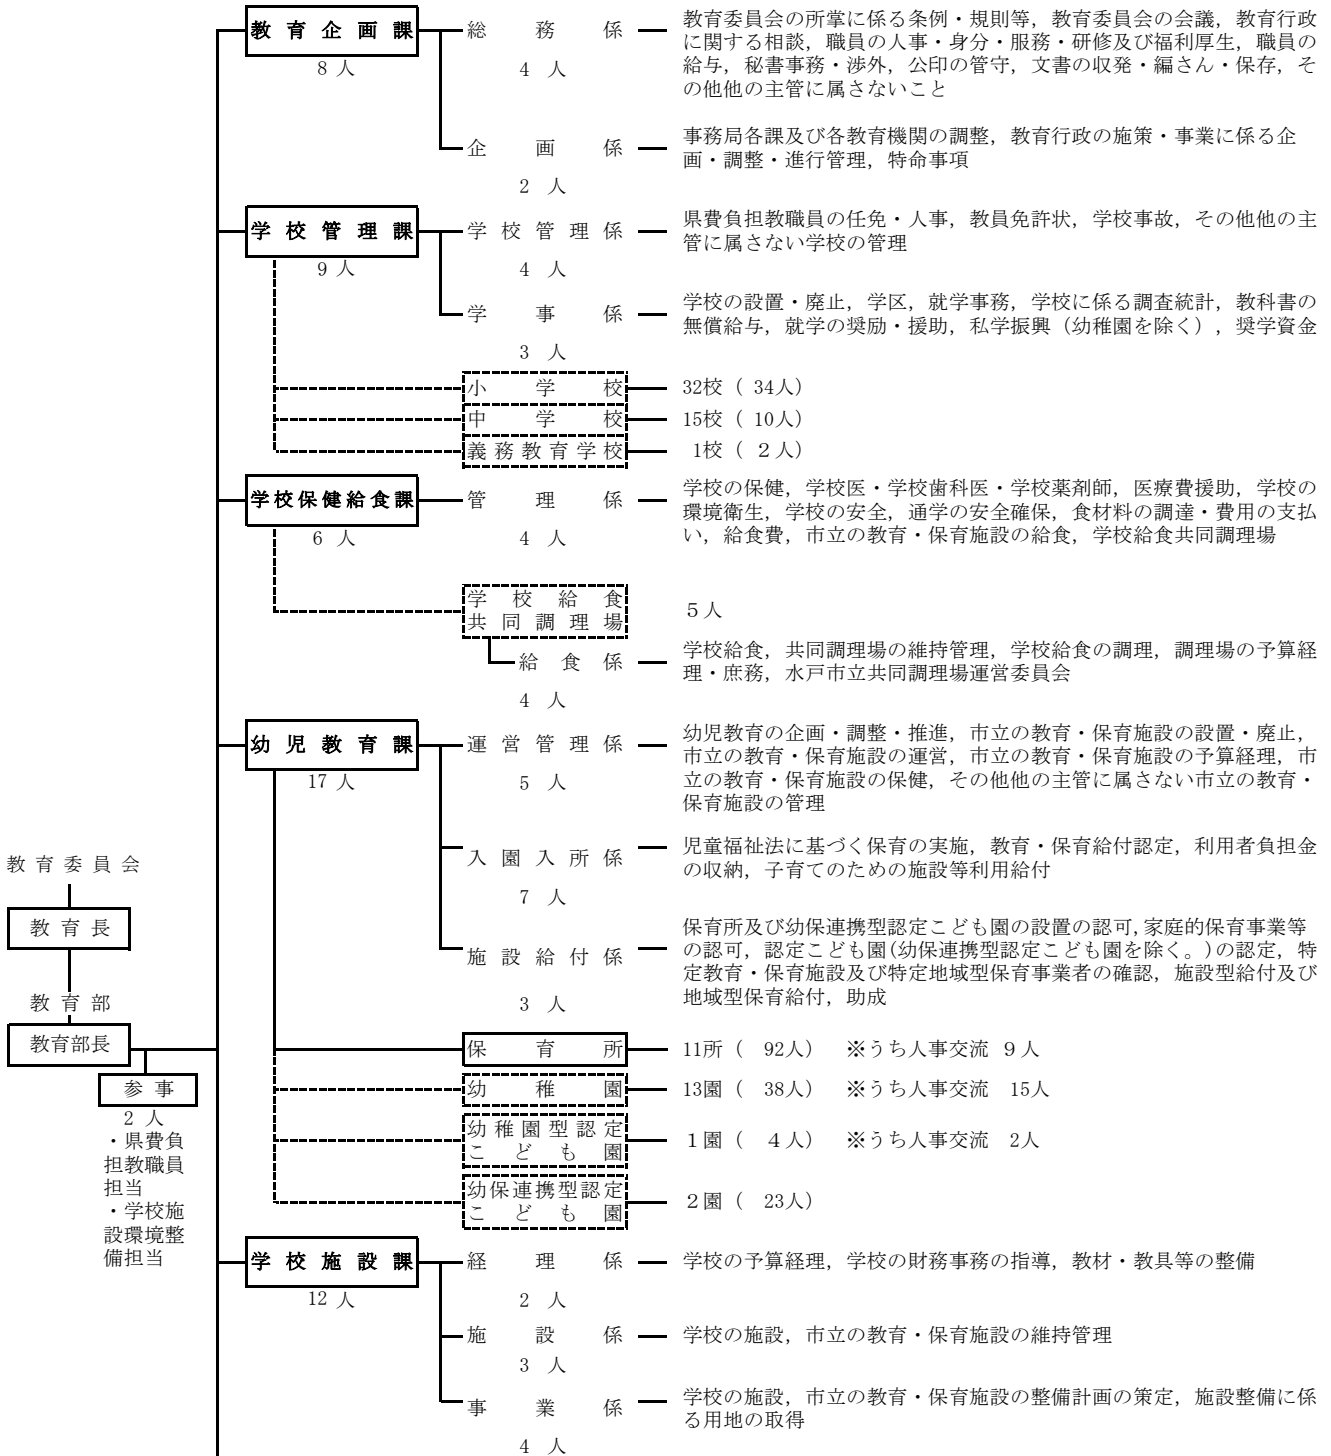 教育企画課
8 人
総務係
4 人
教育委員会の所掌に係る条例・規則等，教育委員会の会議，教育行政
に関する相談，職員の人事・身分・服務・研修及び福利厚生，職員の
給与，秘書事務・渉外，公印の管守，文書の収発・編さん・保存，そ
の他他の主管に属さないこと
企画係
2 人
事務局各課及び各教育機関の調整，教育行政の施策・事業に係る企
画・調整・進行管理，特命事項
学校管理課
9 人
学校管理係
4 人
県費負担教職員の任免・人事，教員免許状，学校事故，その他他の主
管に属さない学校の管理
学事係
3 人
学校の設置・廃止，学区，就学事務，学校に係る調査統計，教科書の
無償給与，就学の奨励・援助，私学振興（幼稚園を除く），奨学資金
小学校
32校（ 34人）
中学校
15校（ 10人）
義務教育学校
1校（ ２人）
学校保健給食課
6 人
管理係
4 人
学校の保健，学校医・学校歯科医・学校薬剤師，医療費援助，学校の
環境衛生，学校の安全，通学の安全確保，食材料の調達・費用の支払
い，給食費，市立の教育・保育施設の給食，学校給食共同調理場
学校給食
共同調理場
５人
給食係
4 人
学校給食，共同調理場の維持管理，学校給食の調理，調理場の予算経
理・庶務，水戸市立共同調理場運営委員会
幼児教育課
17 人
運営管理係
5 人
幼児教育の企画・調整・推進，市立の教育・保育施設の設置・廃止，
市立の教育・保育施設の運営，市立の教育・保育施設の予算経理，市
立の教育・保育施設の保健，その他他の主管に属さない市立の教育・
保育施設の管理
入園入所係
7 人
児童福祉法に基づく保育の実施，教育・保育給付認定，利用者負担金
の収納，子育てのための施設等利用給付
施設給付係
3 人
保育所及び幼保連携型認定こども園の設置の認可,家庭的保育事業等
の認可，認定こども園(幼保連携型認定こども園を除く。)の認定，特
定教育・保育施設及び特定地域型保育事業者の確認，施設型給付及び
地域型保育給付，助成
教育委員会
教育長
教育部
教育部長
参事
2 人
・県費負
担教職員
担当
・学校施
設環境整
備担当
保育所
11所（ 92人） ※うち人事交流 ９人
幼稚園
13園（ 38人） ※うち人事交流 15人
幼稚園型認定
こども園
１園（ ４人） ※うち人事交流 2人
幼保連携型認定
こども園
２園（ 23人）
学校施設課
12 人
経理係
2 人
学校の予算経理，学校の財務事務の指導，教材・教具等の整備
施設係
3 人
学校の施設，市立の教育・保育施設の維持管理
事業係
4 人
学校の施設，市立の教育・保育施設の整備計画の策定，施設整備に係
る用地の取得